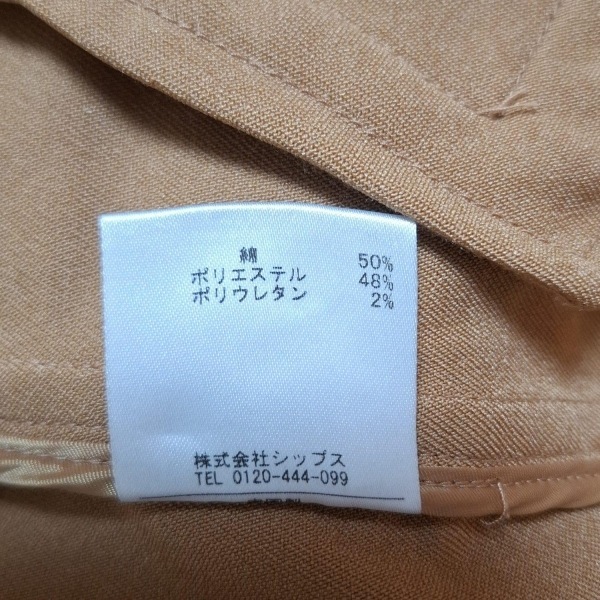 綿 50%
ポリエステル 48%
ポリウレタン 2%
株式会社シップス
TEL 0120-444-099